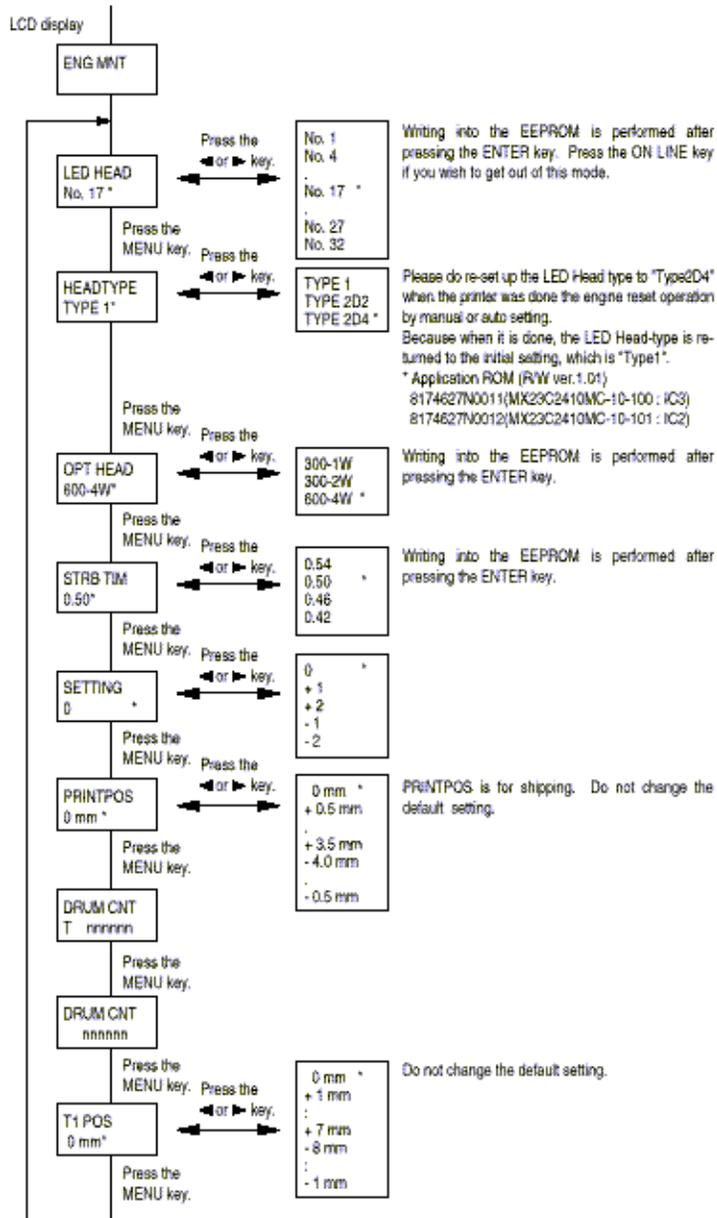 LCD display
ENG MNT
LED HEAD
No. 17 *
Press the
◄ or ► key.
No. 1
No. 4
.
No. 17 *
.
No. 27
No. 32
Writing into the EEPROM is performed after
pressing the ENTER key. Press the ON LINE key
if you wish to get out of this mode.
Press the
MENU key.
HEADTYPE
TYPE 1*
Press the
◄ or ► key.
TYPE 1
TYPE 2D2
TYPE 2D4 *
Please do re-set up the LED Head type to "Type2D4"
when the printer was done the engine reset operation
by manual or auto setting.
Because when it is done, the LED Head-type is re-
turned to the initial setting, which is "Type1".
* Application ROM (R/W ver.1.01)
8174627N0011(MX23C2410MC-10-100 : IC3)
8174627N0012(MX23C2410MC-10-101 : IC2)
Press the
MENU key.
OPT HEAD
600-4W*
Press the
◄ or ► key.
300-1W
300-2W
600-4W *
Writing into the EEPROM is performed after
pressing the ENTER key.
Press the
MENU key.
STRB TIM
0.50*
Press the
◄ or ► key.
0.54
0.50 *
0.46
0.42
Writing into the EEPROM is performed after
pressing the ENTER key.
Press the
MENU key.
SETTING
0 *
Press the
◄ or ► key.
0 *
+ 1
+ 2
- 1
- 2
Press the
MENU key.
PRINTPOS
0 mm *
Press the
◄ or ► key.
0 mm *
+ 0.5 mm
.
+ 3.5 mm
- 4.0 mm
.
- 0.5 mm
PRINTPOS is for shipping. Do not change the
default setting.
Press the
MENU key.
DRUM CNT
T nnnnnn
Press the
MENU key.
DRUM CNT
nnnnnn
Press the
MENU key.
T1 POS
0 mm*
Press the
◄ or ► key.
0 mm *
+ 1 mm
:
+ 7 mm
- 8 mm
:
- 1 mm
Do not change the default setting.
Press the
MENU key.